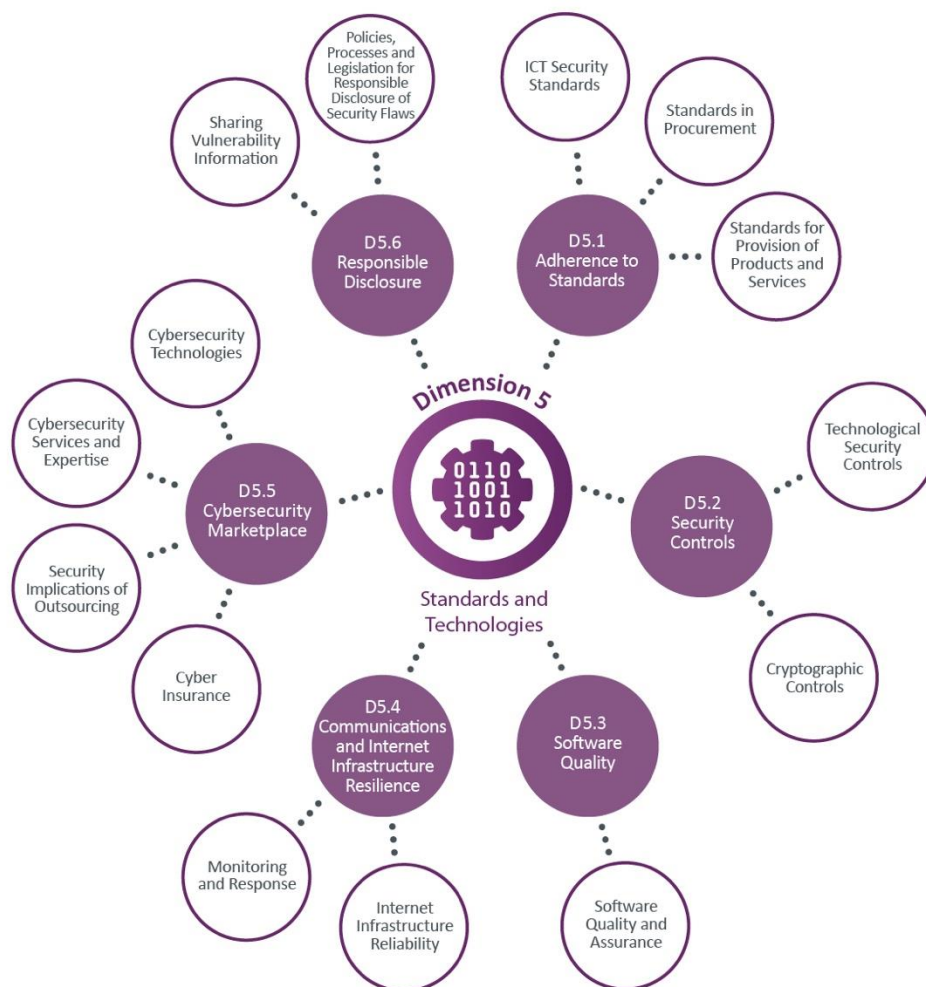 Policies,
Processes and
Legislation for
Responsible
Disclosure of
Security Flaws
ICT Security
Standards
Sharing
Vulnerability
Information
Standards in
Procurement
D5.6
Responsible
Disclosure
D5.1
Adherence to
Standards
Standards for
Provision of
Products and
Services
Cybersecurity
Technologies
Dimension 5
Cybersecurity
Services and
Expertise
Technological
Security
Controls
D5.5
Cybersecurity
Marketplace
0110
1001
1010
D5.2
Security
Controls
Security
Implications of
Outsourcing
Standards and
Technologies
Cyber
Insurance
Cryptographic
Controls
D5.4
Communications
and Internet
Infrastructure
Resilience
D5.3
Software
Quality
Monitoring
and Response
Internet
Infrastructure
Reliability
Software
Quality and
Assurance